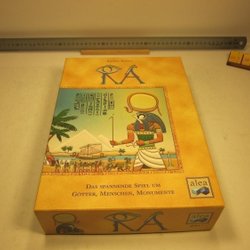 RA
DAS SPANNENDE SPIEL UM
GÖTTER, MENSCHEN, MONUMENTE
alea